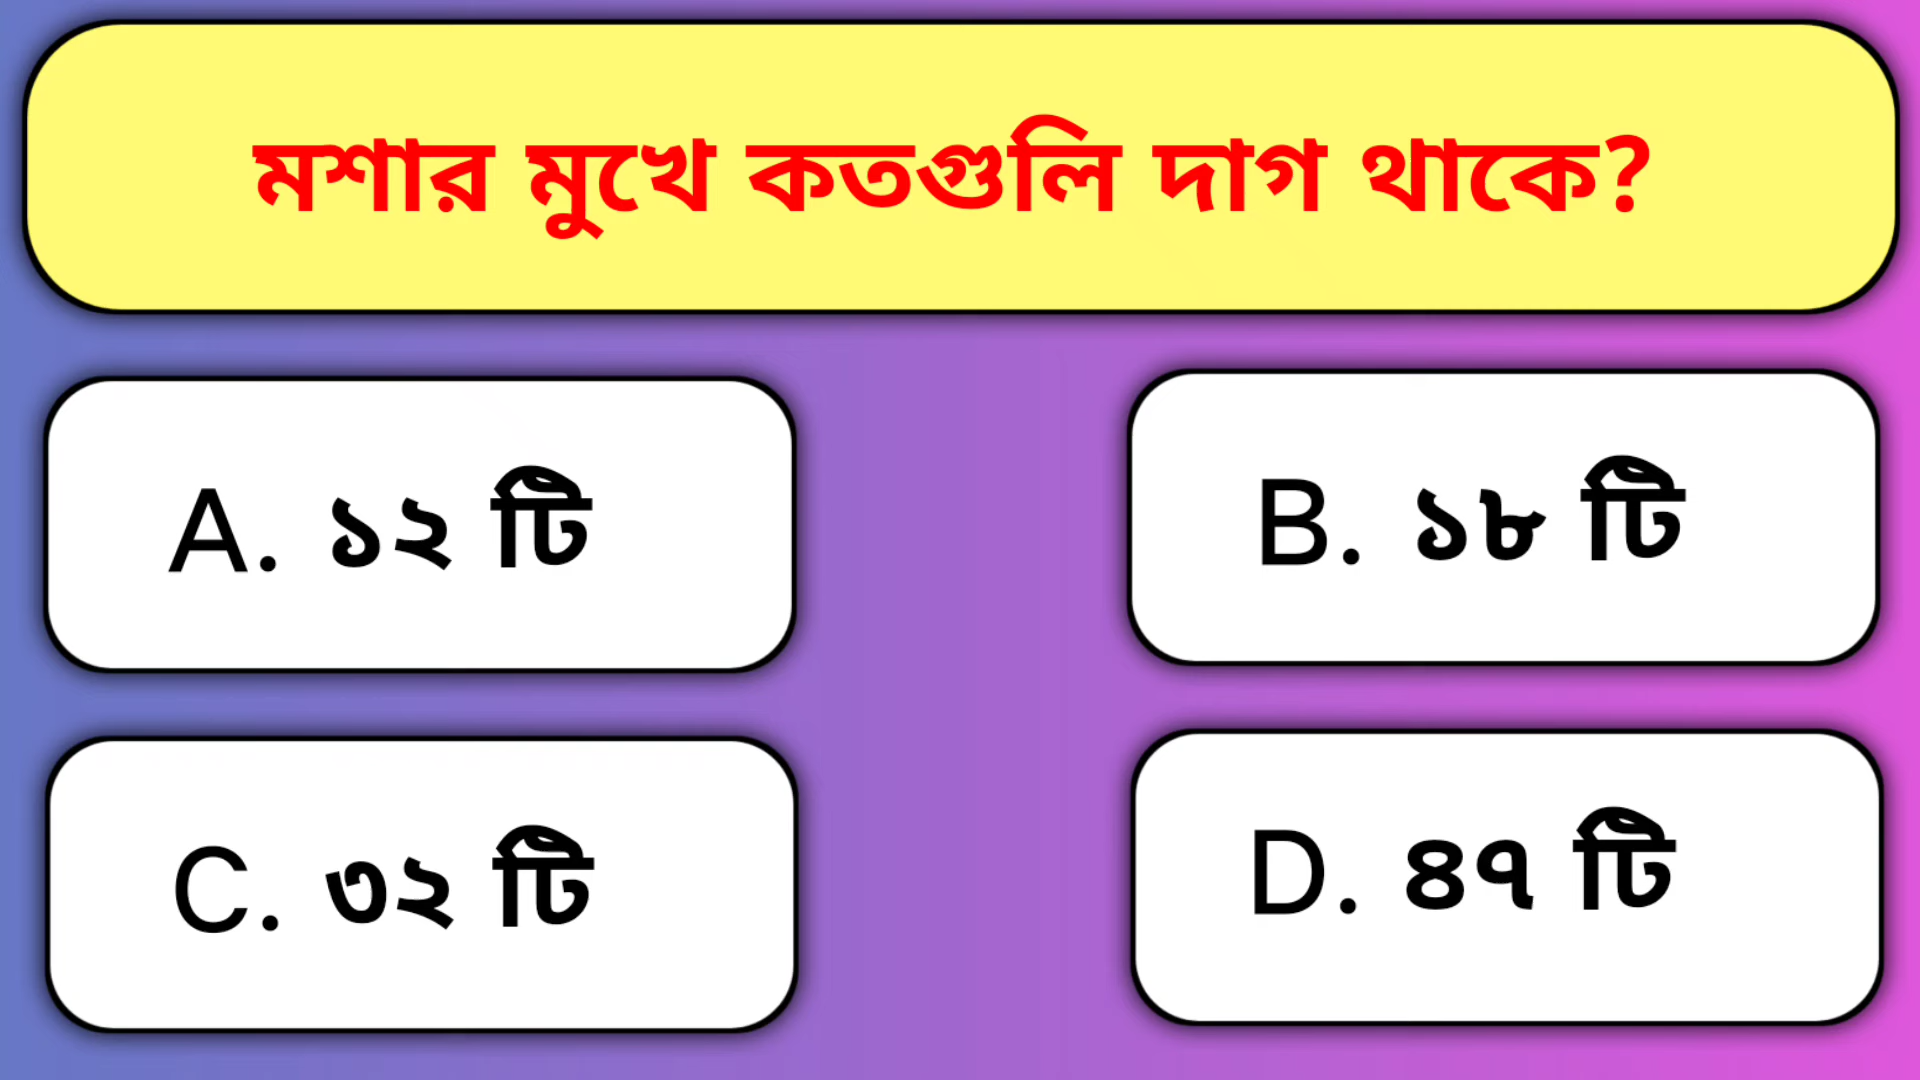 মশার মুখে কতগুলি দাগ থাকে?
A. ১২ টি
B. ১৮ টি
C. ৩২ টি
D. ৪৭ টি